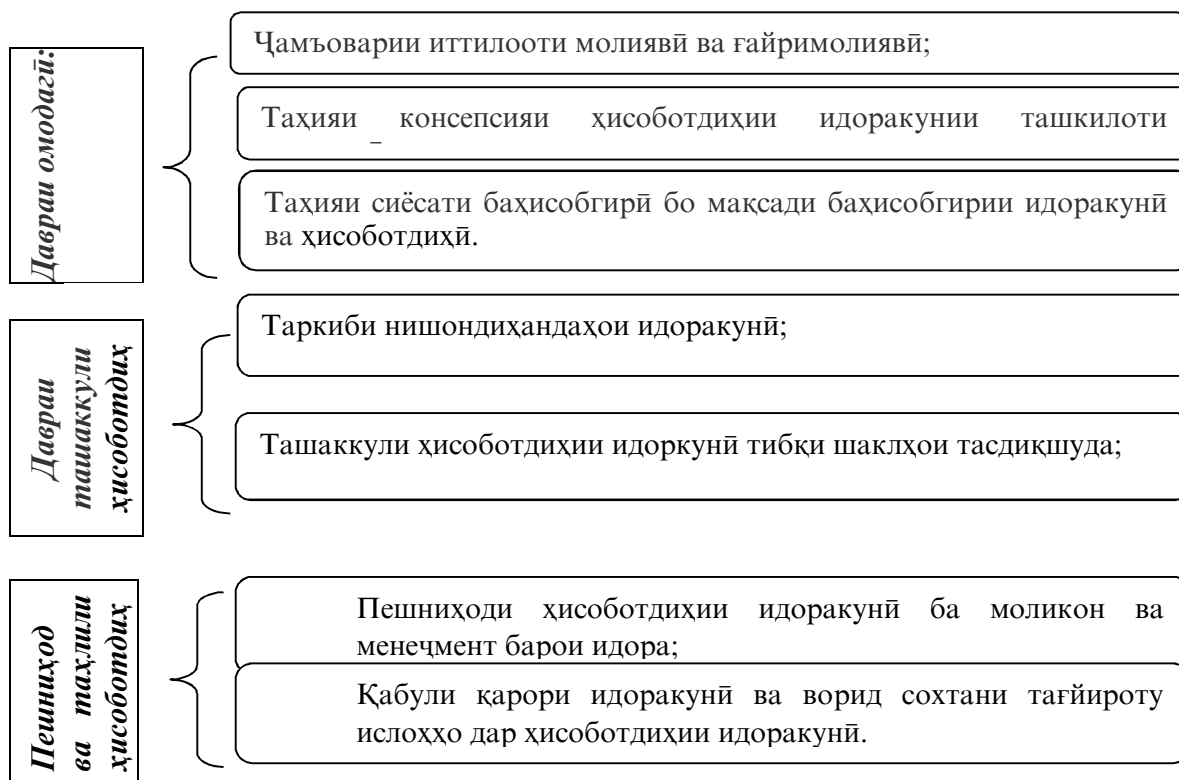 Давраи омодагӣ:
Ҷамъоварии иттилооти молиявӣ ва ғайримолиявӣ;
Таҳияи консепсияи ҳисоботдиҳии идоракунии ташкилоти
Таҳияи сиёсати баҳисобгирӣ бо мақсади баҳисобгирии идоракунӣ
ва ҳисоботдиҳӣ.
Давраи
ташаккули
ҳисоботдиҳ
Таркиби нишондиҳандаҳои идоракунӣ;
Ташаккули ҳисоботдиҳии идоркунӣ тибқи шаклҳои тасдиқшуда;
Пешниҳод
ва таҳлили
ҳисоботдиҳ
Пешниҳоди ҳисоботдиҳии идоракунӣ ба моликон ва
менеҷмент барои идора;
Қабули қарори идоракунӣ ва ворид сохтани тағйироту
ислоҳҳо дар ҳисоботдиҳии идоракунӣ.